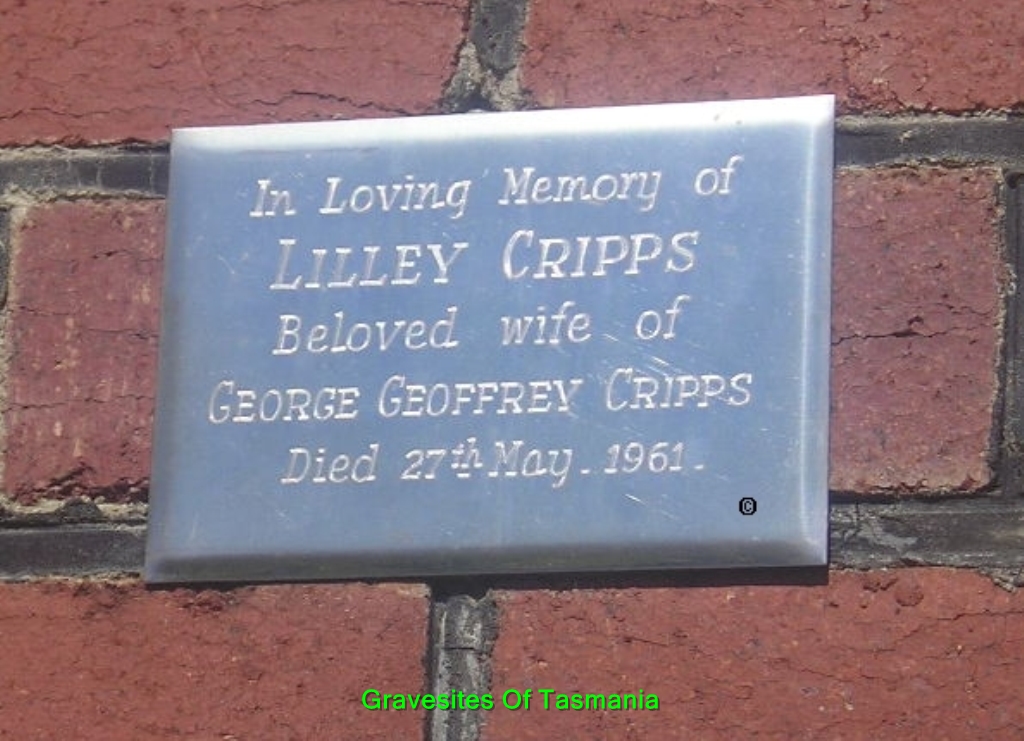 In Loving Memory of
LILLEY CRIPPS
Beloved wife of
GEORGE GEOFFREY CRIPPS
Died 27th May. 1961.
©
Gravesites Of Tasmania